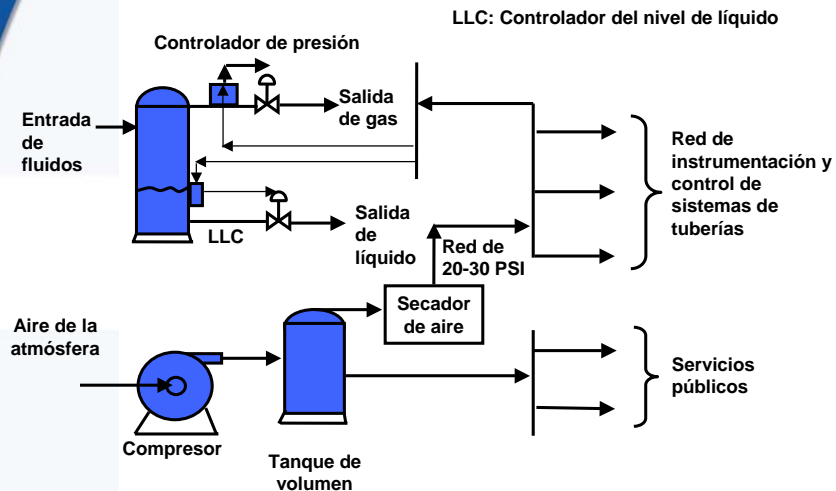 LLC: Controlador del nivel de líquido
Controlador de presión
Entrada
de
fluidos
Salida
de gas
Red de
instrumentación y
control de
sistemas de
tuberías
LLC
Salida
de
líquido
Red de
20-30 PSI
Secador
de aire
Aire de la
atmósfera
Servicios
públicos
Compresor
Tanque de
volumen